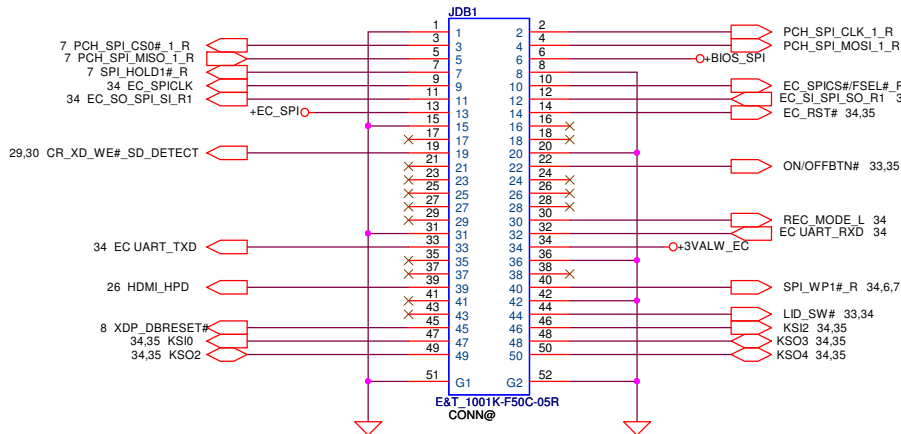 JDB1
1 1 2 2 PCH_SPI_CLK_1_R
7 PCH_SPI_CS0#_1_R 3 3 4 4 PCH_SPI_MOSI_1_R
7 PCH_SPI_MISO_1_R 5 5 6 6 +BIOS_SPI
7 SPI_HOLD1#_R 7 7 8 8
34 EC_SPICLK 9 9 10 10 EC_SPICS#/FSEL#_R
34 EC_SO_SPI_SI_R1 11 11 12 12 EC_SI_SPI_SO_R1 3
+EC_SPI 13 13 14 14 EC_RST# 34,35
15 15 16 16
17 17 18 18
29,30 CR_XD_WE#_SD_DETECT 19 19 20 20
21 21 22 22 ON/OFFBTN# 33,35
23 23 24 24
25 25 26 26
27 27 28 28
29 29 30 30 REC_MODE_L 34
31 31 32 32 EC UART_RXD 34
34 EC UART_TXD 33 33 34 34 +3VALW_EC
35 35 36 36
37 37 38 38
26 HDMI_HPD 39 39 40 40 SPI_WP1#_R 34,6,7
41 41 42 42
43 43 44 44 LID_SW# 33,34
8 XDP_DBRESET# 45 45 46 46 KSI2 34,35
34,35 KSI0 47 47 48 48 KSO3 34,35
34,35 KSO2 49 49 50 50 KSO4 34,35
51 G1 G2 52
E&T_1001K-F50C-05R
CONN@